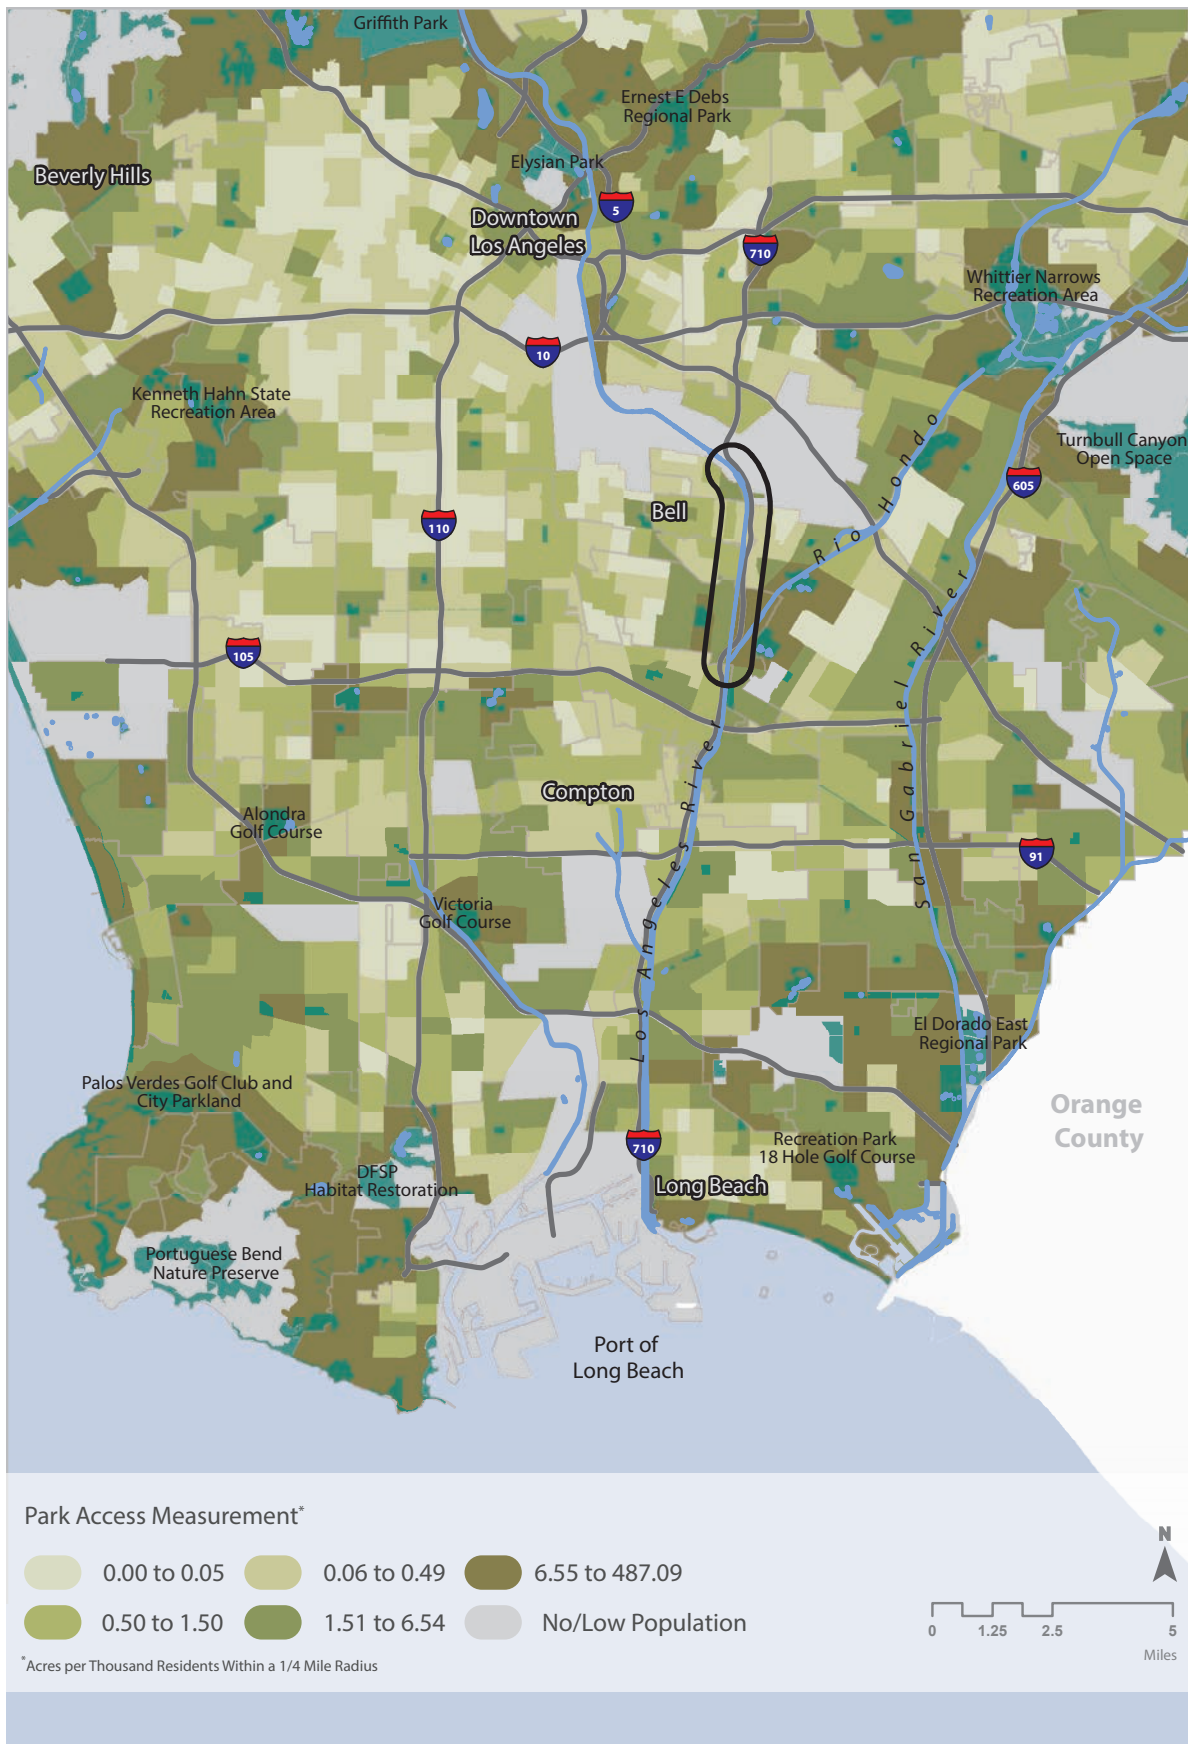 Griffith Park
Ernest E Debs
Regional Park
Elysian Park
Beverly Hills
5
Downtown
Los Angeles
710
Whittier Narrows
Recreation Area
10
Kenneth Hahn State
Recreation Area
Rio Hondo
Turnbull Canyon
Open Space
605
Bell
110
105
San Gabriel River
Los Angeles River
Compton
Alondra
Golf Course
91
Victoria
Golf Course
El Dorado East
Regional Park
Palos Verdes Golf Club and
City Parkland
Orange
County
710
Recreation Park
18 Hole Golf Course
DFSP
Habitat Restoration
Long Beach
Portuguese Bend
Nature Preserve
Port of
Long Beach
Park Access Measurement*
0.00 to 0.05
0.06 to 0.49
6.55 to 487.09
0.50 to 1.50
1.51 to 6.54
No/Low Population
*Acres per Thousand Residents Within a 1/4 Mile Radius
N
0 1.25 2.5 5
Miles